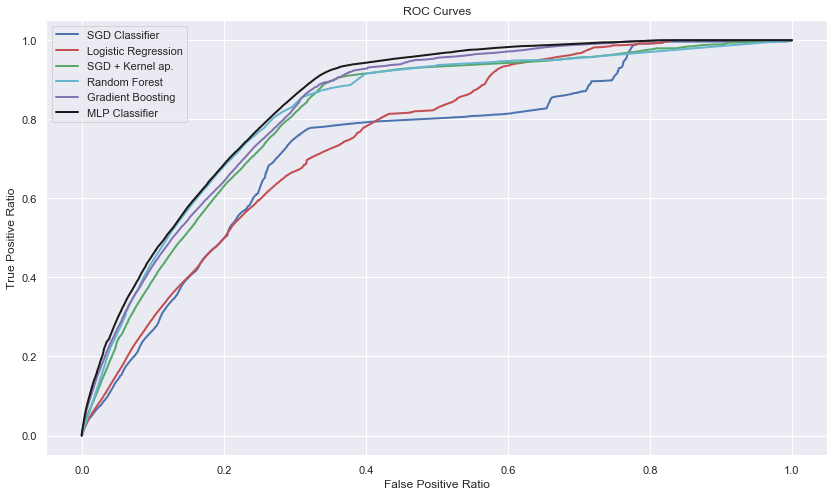 ROC Curves
SGD Classifier
Logistic Regression
SGD + Kernel ap.
Random Forest
Gradient Boosting
MLP Classifier
True Positive Ratio
1.0
0.8
0.6
0.4
0.2
0.0
0.0 0.2 0.4 0.6 0.8 1.0
False Positive Ratio